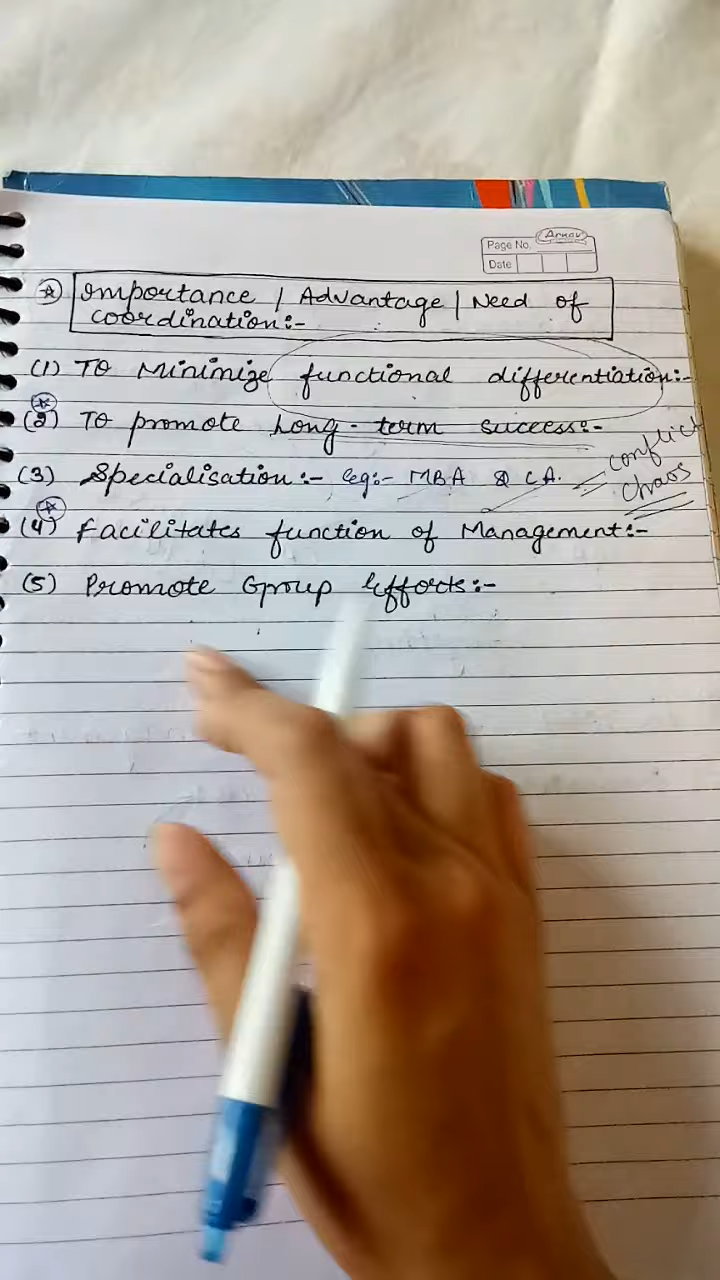 Page No.
Arnav
Date
Importance / Advantage / Need of
coordination:-
(1) To Minimize functional differentiation:-
(2) To promote Long-term success:-
(3) Specialisation:- Eg:- MBA & CA.
conflict
chaos
(4) Facilitates function of Management:-
(5) Promote Group Efforts:-